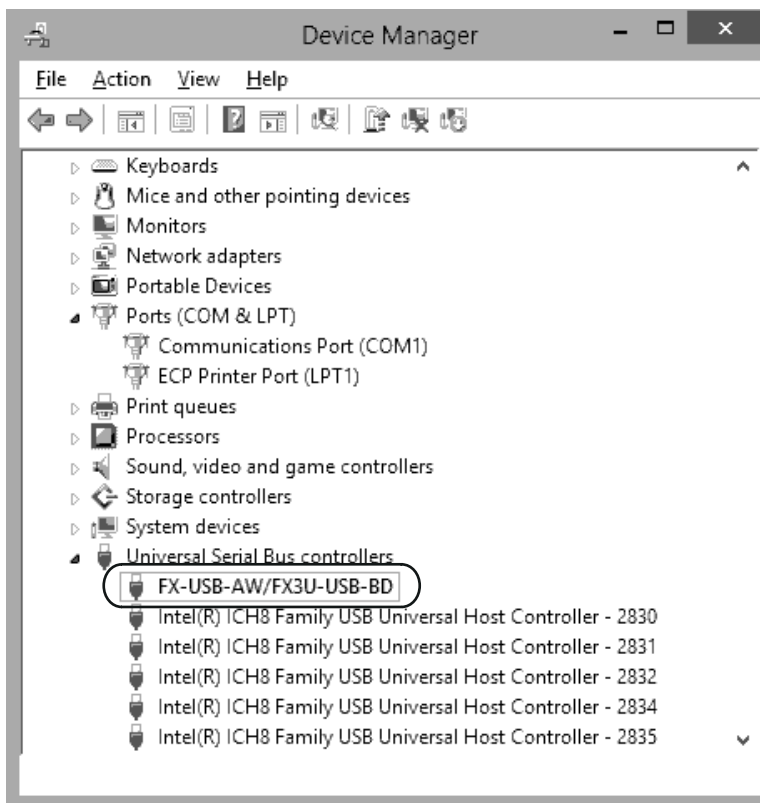 Device Manager
File Action View Help
Keyboards
Mice and other pointing devices
Monitors
Network adapters
Portable Devices
Ports (COM & LPT)
Communications Port (COM1)
ECP Printer Port (LPT1)
Print queues
Processors
Sound, video and game controllers
Storage controllers
System devices
Universal Serial Bus controllers
FX-USB-AW/FX3U-USB-BD
Intel(R) ICH8 Family USB Universal Host Controller - 2830
Intel(R) ICH8 Family USB Universal Host Controller - 2831
Intel(R) ICH8 Family USB Universal Host Controller - 2832
Intel(R) ICH8 Family USB Universal Host Controller - 2834
Intel(R) ICH8 Family USB Universal Host Controller - 2835